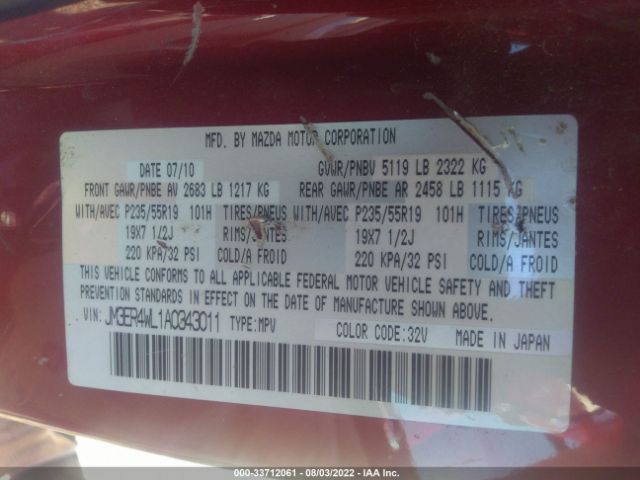 MFD. BY MAZDA MOTOR CORPORATION
DATE 07/10 GVWR/PNBV 5119 LB 2322 KG
FRONT GAWR/PNBE AV 2683 LB 1217 KG REAR GAWR/PNBE AR 2458 LB 1115 KG
WITH/AVEC P235/55R19 101H TIRES/PNEUS WITH/AVEC P235/55R19 101H TIRES/PNEUS
19X7 1/2J RIMS/JANTES 19X7 1/2J RIMS/JANTES
220 KPA/32 PSI COLD/A FROID 220 KPA/32 PSI COLD/A FROID
THIS VEHICLE CONFORMS TO ALL APPLICABLE FEDERAL MOTOR VEHICLE SAFETY AND THEFT
PREVENTION STANDARDS IN EFFECT ON THE DATE OF MANUFACTURE SHOWN ABOVE.
VIN: JM3ER4WL1A0343011 TYPE: MPV COLOR CODE: 32V MADE IN JAPAN
000-33712061 - 08/03/2022 - IAA Inc.